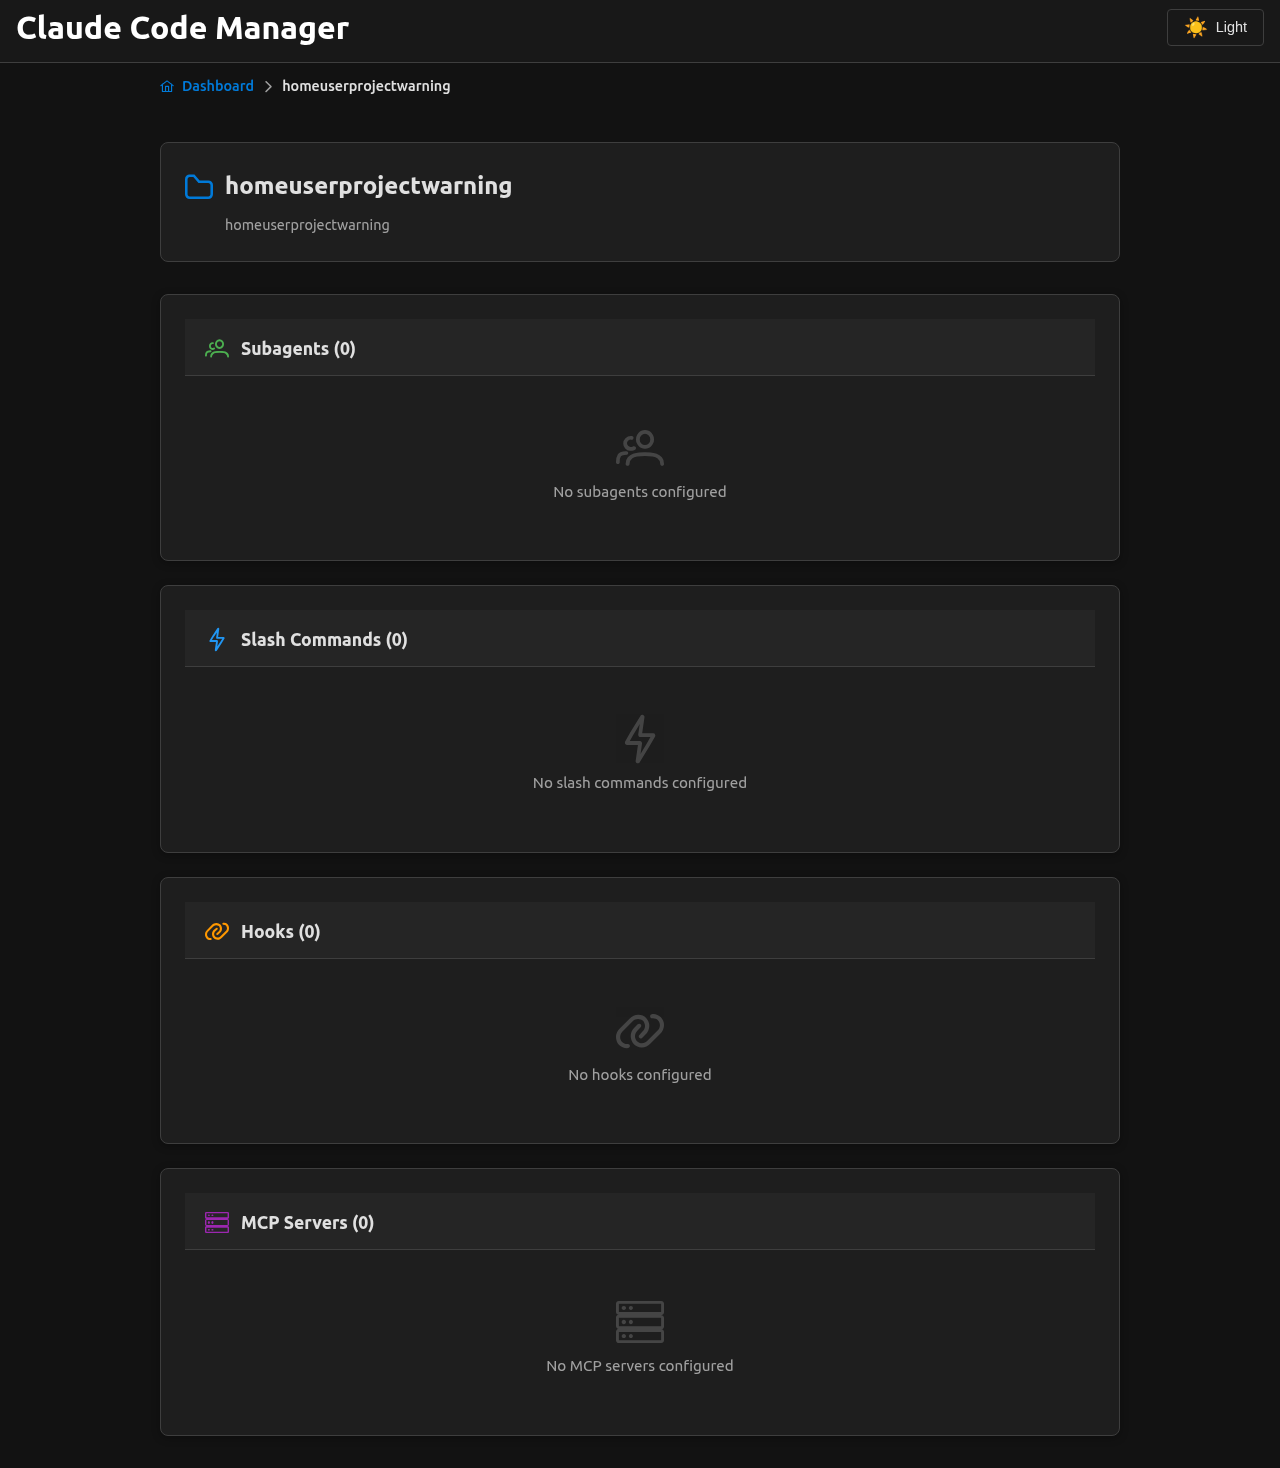 Claude Code Manager
Light
Dashboard
homeuserprojectwarning
homeuserprojectwarning
homeuserprojectwarning
Subagents (0)
No subagents configured
Slash Commands (0)
No slash commands configured
Hooks (0)
No hooks configured
MCP Servers (0)
No MCP servers configured